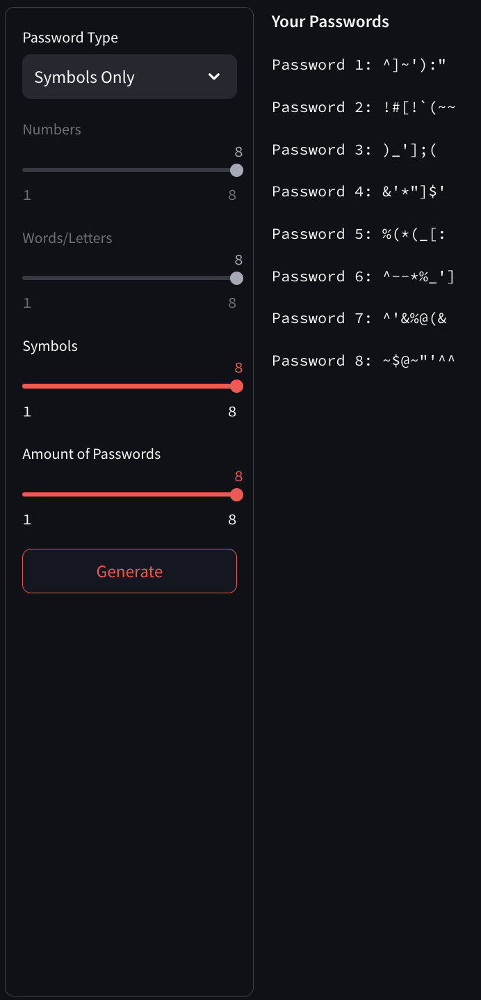 Password Type
Symbols Only
Numbers
8
1 8
Words/Letters
8
1 8
Symbols
8
1 8
Amount of Passwords
8
1 8
Generate
Your Passwords
Password 1: ^]~'):"
Password 2: !#[!`(~~
Password 3: )_'];(
Password 4: &'*"]$'
Password 5: %(*(_[:
Password 6: ^--*%_']
Password 7: ^'&%@(&
Password 8: ~$@~"'^^